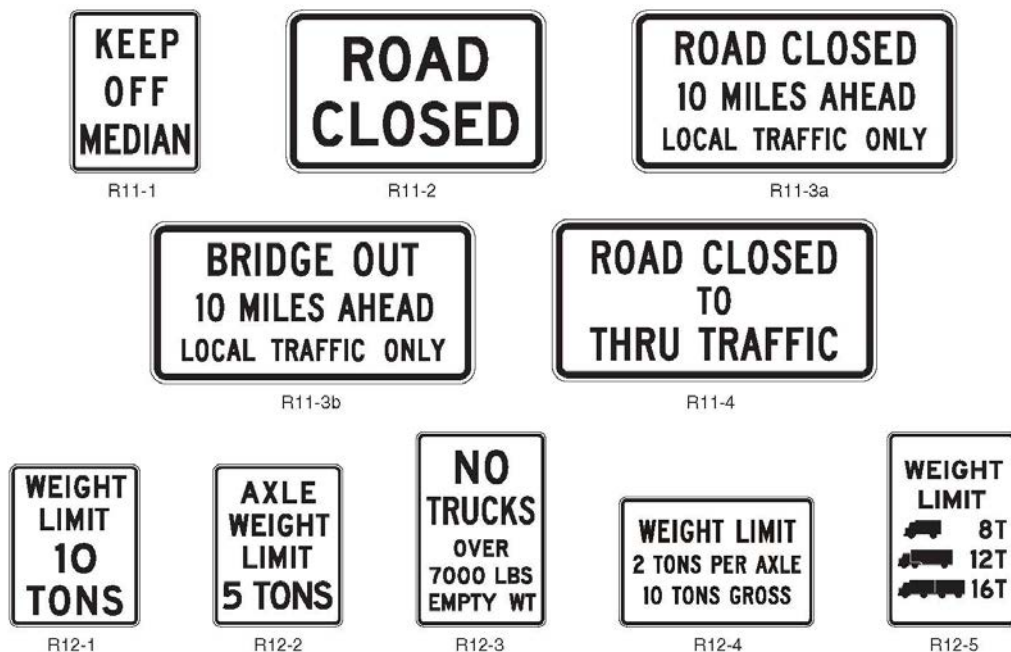 KEEP
OFF
MEDIAN
R11-1
ROAD
CLOSED
R11-2
ROAD CLOSED
10 MILES AHEAD
LOCAL TRAFFIC ONLY
R11-3a
BRIDGE OUT
10 MILES AHEAD
LOCAL TRAFFIC ONLY
R11-3b
ROAD CLOSED
TO
THRU TRAFFIC
R11-4
WEIGHT
LIMIT
10
TONS
R12-1
AXLE
WEIGHT
LIMIT
5 TONS
R12-2
NO
TRUCKS
OVER
7000 LBS
EMPTY WT
R12-3
WEIGHT LIMIT
2 TONS PER AXLE
10 TONS GROSS
R12-4
WEIGHT
LIMIT
8T
12T
16T
R12-5